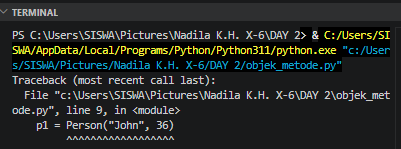 TERMINAL
PS C:\Users\SISWA\Pictures\Nadila K.H. X-6\DAY 2> & C:/Users/SI
SWA/AppData/Local/Programs/Python/Python311/python.exe "c:/User
s/SISWA/Pictures/Nadila K.H. X-6/DAY 2/objek_metode.py"
Traceback (most recent call last):
  File "c:\Users\SISWA\Pictures\Nadila K.H. X-6\DAY 2\objek_met
ode.py", line 9, in <module>
    p1 = Person("John", 36)
         ^^^^^^^^^^^^^^^^^^